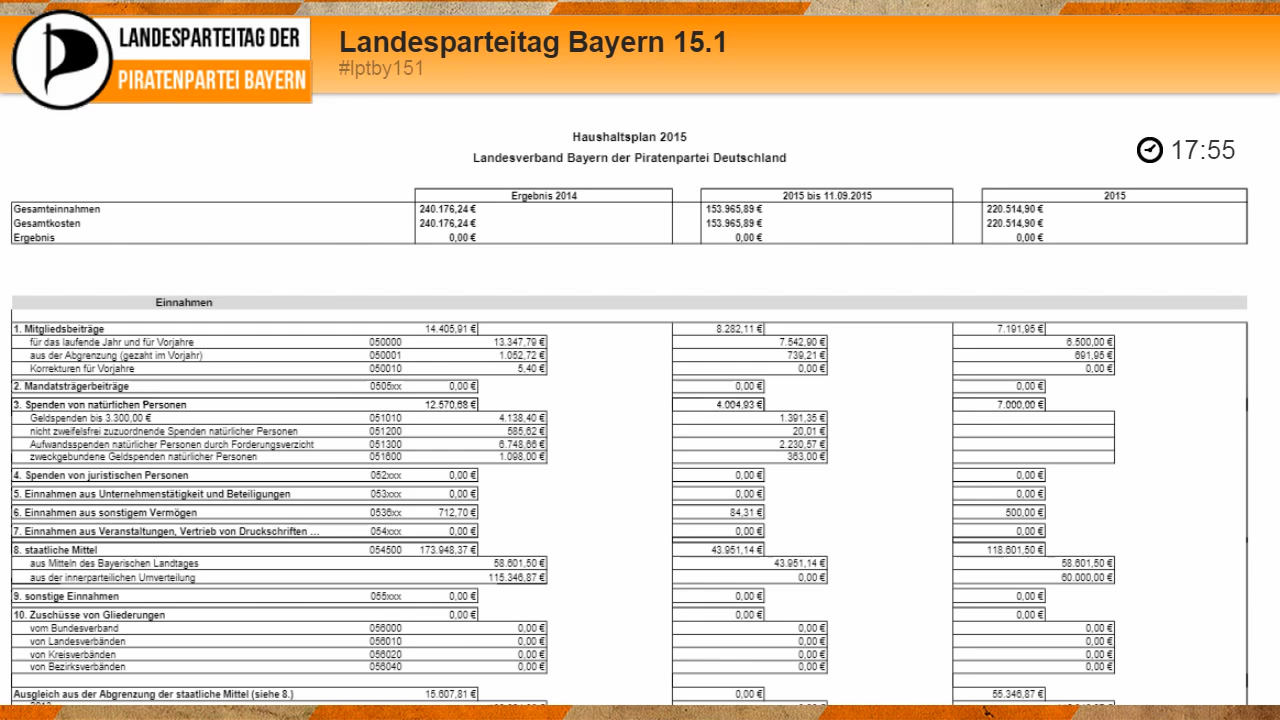 LANDESPARTEITAG DER
PIRATENPARTEI BAYERN
Landesparteitag Bayern 15.1
#lptby151
Haushaltsplan 2015
Landesverband Bayern der Piratenpartei Deutschland
17:55
Ergebnis 2014 2015 bis 11.09.2015 2015
Gesamteinnahmen 240.176,24 € 153.965,89 € 220.514,90 €
Gesamtkosten 240.176,24 € 153.965,89 € 220.514,90 €
Ergebnis 0,00 € 0,00 € 0,00 €
Einnahmen
1. Mitgliedsbeiträge 14.405,91 € 8.282,11 € 7.191,95 €
für das laufende Jahr und für Vorjahre 050000 13.347,79 € 7.542,90 € 6.500,00 €
aus der Abgrenzung (gezaht im Vorjahr) 050001 1.052,72 € 739,21 € 691,95 €
Korrekturen für Vorjahre 050010 5,40 € 0,00 € 0,00 €
2. Mandatsträgerbeiträge 0505xx 0,00 € 0,00 € 0,00 €
3. Spenden von natürlichen Personen 12.570,68 € 4.004,93 € 7.000,00 €
Geldspenden bis 3.300,00 € 051010 4.138,40 € 1.391,35 €
nicht zweifelsfrei zuzuordnende Spenden natürlicher Personen 051200 585,62 € 20,01 €
Aufwandsspenden natürlicher Personen durch Forderungsverzicht 051300 6.748,66 € 2.230,57 €
zweckgebundene Geldspenden natürlicher Personen 051600 1.098,00 € 363,00 €
4. Spenden von juristischen Personen 052xxx 0,00 € 0,00 € 0,00 €
5. Einnahmen aus Unternehmenstätigkeit und Beteiligungen 053xxx 0,00 € 0,00 € 0,00 €
6. Einnahmen aus sonstigem Vermögen 0536xx 712,70 € 84,31 € 500,00 €
7. Einnahmen aus Veranstaltungen, Vertrieb von Druckschriften ... 054xxx 0,00 € 0,00 € 0,00 €
8. staatliche Mittel 054500 173.948,37 € 43.951,14 € 118.601,50 €
aus Mitteln des Bayerischen Landtages 58.601,50 € 43.951,14 € 58.601,50 €
aus der innerparteilichen Umverteilung 115.346,87 € 0,00 € 60.000,00 €
9. sonstige Einnahmen 055xxx 0,00 € 0,00 € 0,00 €
10. Zuschüsse von Gliederungen 0,00 € 0,00 € 0,00 €
vom Bundesverband 056000 0,00 € 0,00 € 0,00 €
von Landesverbänden 056010 0,00 € 0,00 € 0,00 €
von Kreisverbänden 056020 0,00 € 0,00 € 0,00 €
von Bezirksverbänden 056040 0,00 € 0,00 € 0,00 €
Ausgleich aus der Abgrenzung der staatliche Mittel (siehe 8.) 15.607,81 € 0,00 € 55.346,87 €